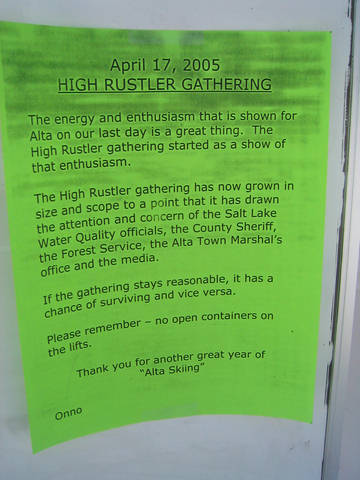 April 17, 2005
HIGH RUSTLER GATHERING
The energy and enthusiasm that is shown for
Alta on our last day is a great thing. The
High Rustler gathering started as a show of
that enthusiasm.
The High Rustler gathering has now grown in
size and scope to a point that it has drawn
the attention and concern of the Salt Lake
Water Quality officials, the County Sheriff,
the Forest Service, the Alta Town Marshal's
office and the media.
If the gathering stays reasonable, it has a
chance of surviving and vice versa.
Please remember – no open containers on
the lifts.
Thank you for another great year of
"Alta Skiing"
Onno